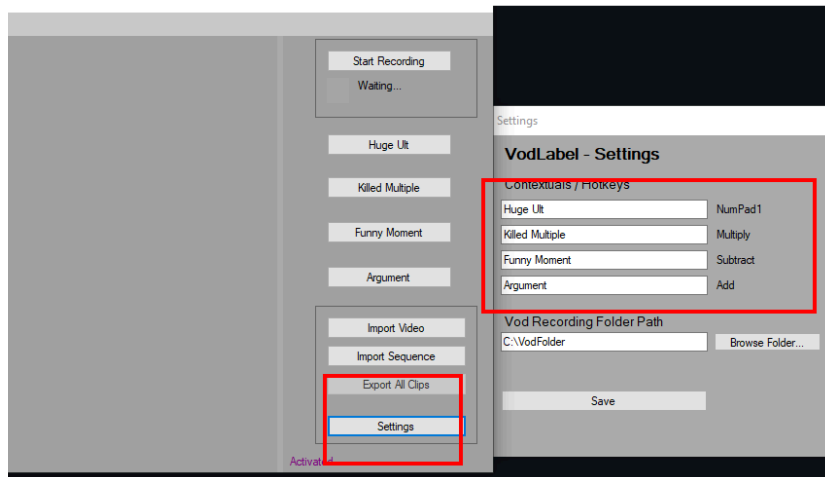 Start Recording
Waiting...
Huge Ult
Killed Multiple
Funny Moment
Argument
Import Video
Import Sequence
Export All Clips
Settings
Activated
Settings
VodLabel - Settings
Contextuals / Hotkeys
Huge Ult NumPad1
Killed Multiple Multiply
Funny Moment Subtract
Argument Add
Vod Recording Folder Path
C:\VodFolder Browse Folder...
Save